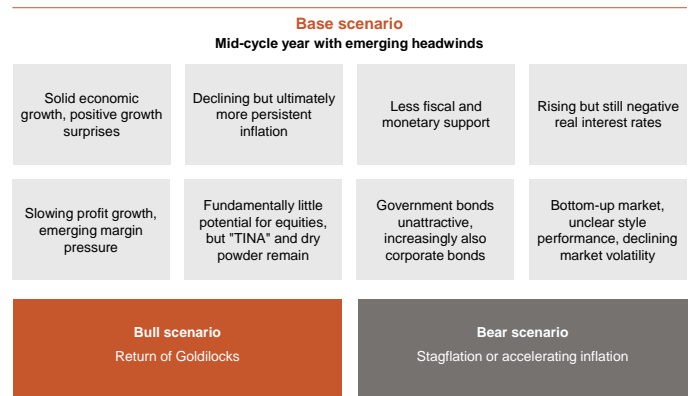 Base scenario
Mid-cycle year with emerging headwinds
Solid economic
growth, positive growth
surprises
Declining but ultimately
more persistent
inflation
Less fiscal and
monetary support
Rising but still negative
real interest rates
Slowing profit growth,
emerging margin
pressure
Fundamentally little
potential for equities,
but "TINA" and dry
powder remain
Government bonds
unattractive,
increasingly also
corporate bonds
Bottom-up market,
unclear style
performance, declining
market volatility
Bull scenario
Return of Goldilocks
Bear scenario
Stagflation or accelerating inflation